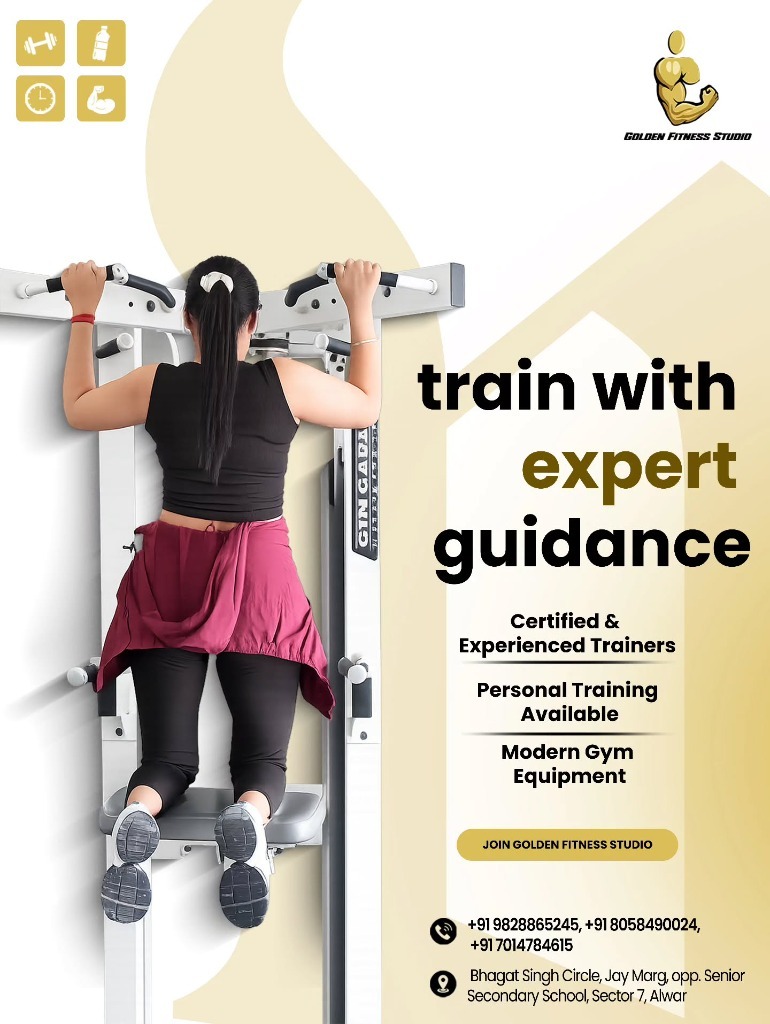 GOLDEN FITNESS STUDIO
train with
expert
guidance
Certified &
Experienced Trainers
Personal Training
Available
Modern Gym
Equipment
JOIN GOLDEN FITNESS STUDIO
+91 9828865245, +91 8058490024,
+91 7014784615
Bhagat Singh Circle, Jay Marg, opp. Senior
Secondary School, Sector 7, Alwar